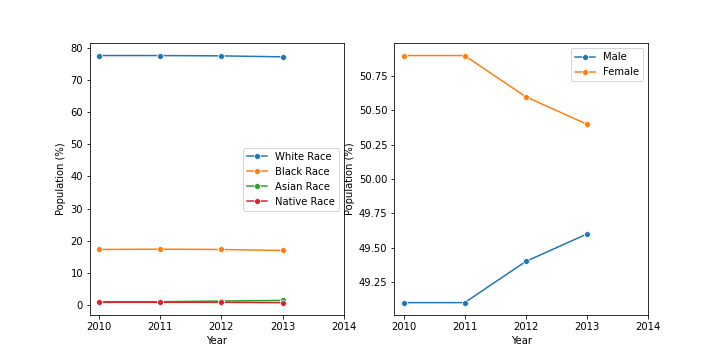 80
70
60
50
40
30
20
10
0
Population (%)
2010 2011 2012 2013 2014
Year
White Race
Black Race
Asian Race
Native Race
50.75
50.50
50.25
50.00
49.75
49.50
49.25
Population (%)
2010 2011 2012 2013 2014
Year
Male
Female